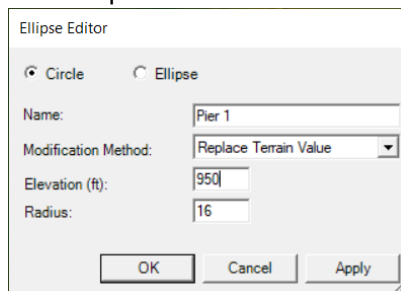 Ellipse Editor
Circle Ellipse
Name: Pier 1
Modification Method: Replace Terrain Value
Elevation (ft): 950
Radius: 16
OK Cancel Apply